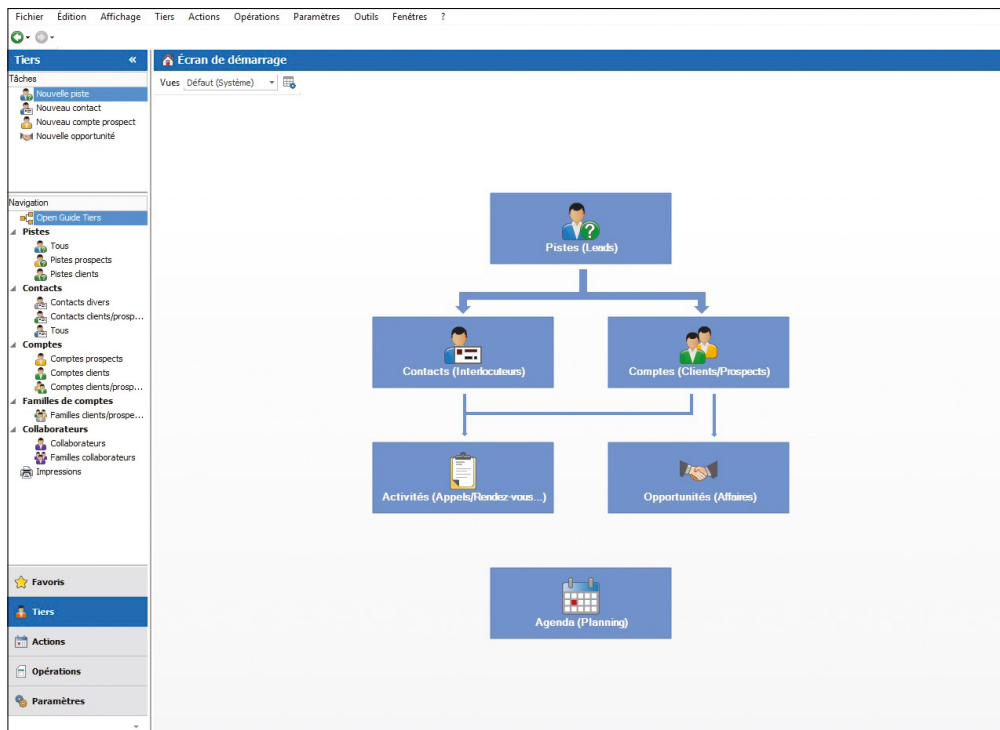 Fichier Édition Affichage Tiers Actions Opérations Paramètres Outils Fenêtres ?
Tiers «
Tâches
Nouvelle piste
Nouveau contact
Nouveau compte prospect
Nouvelle opportunité
Navigation
Open Guide Tiers
Pistes
Tous
Pistes prospects
Pistes clients
Contacts
Contacts divers
Contacts clients/prosp...
Tous
Comptes
Comptes prospects
Comptes clients
Comptes clients/prosp...
Familles de comptes
Familles clients/prospe...
Collaborateurs
Collaborateurs
Familles collaborateurs
Impressions
Favoris
Tiers
Actions
Opérations
Paramètres
Écran de démarrage
Vues Défaut (Système)
Pistes (Leads)
Contacts (Interlocuteurs)
Comptes (Clients/Prospects)
Activités (Appels/Rendez-vous...)
Opportunités (Affaires)
Agenda (Planning)